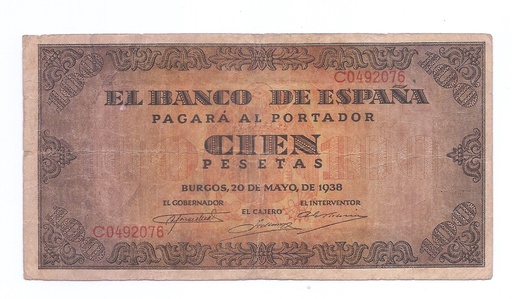 100 100
C0492076
EL BANCO DE ESPAÑA
PAGARÁ AL PORTADOR
CIEN
PESETAS
BURGOS, 20 DE MAYO, DE 1938
EL GOBERNADOR EL CAJERO, EL INTERVENTOR
C0492076
100 100